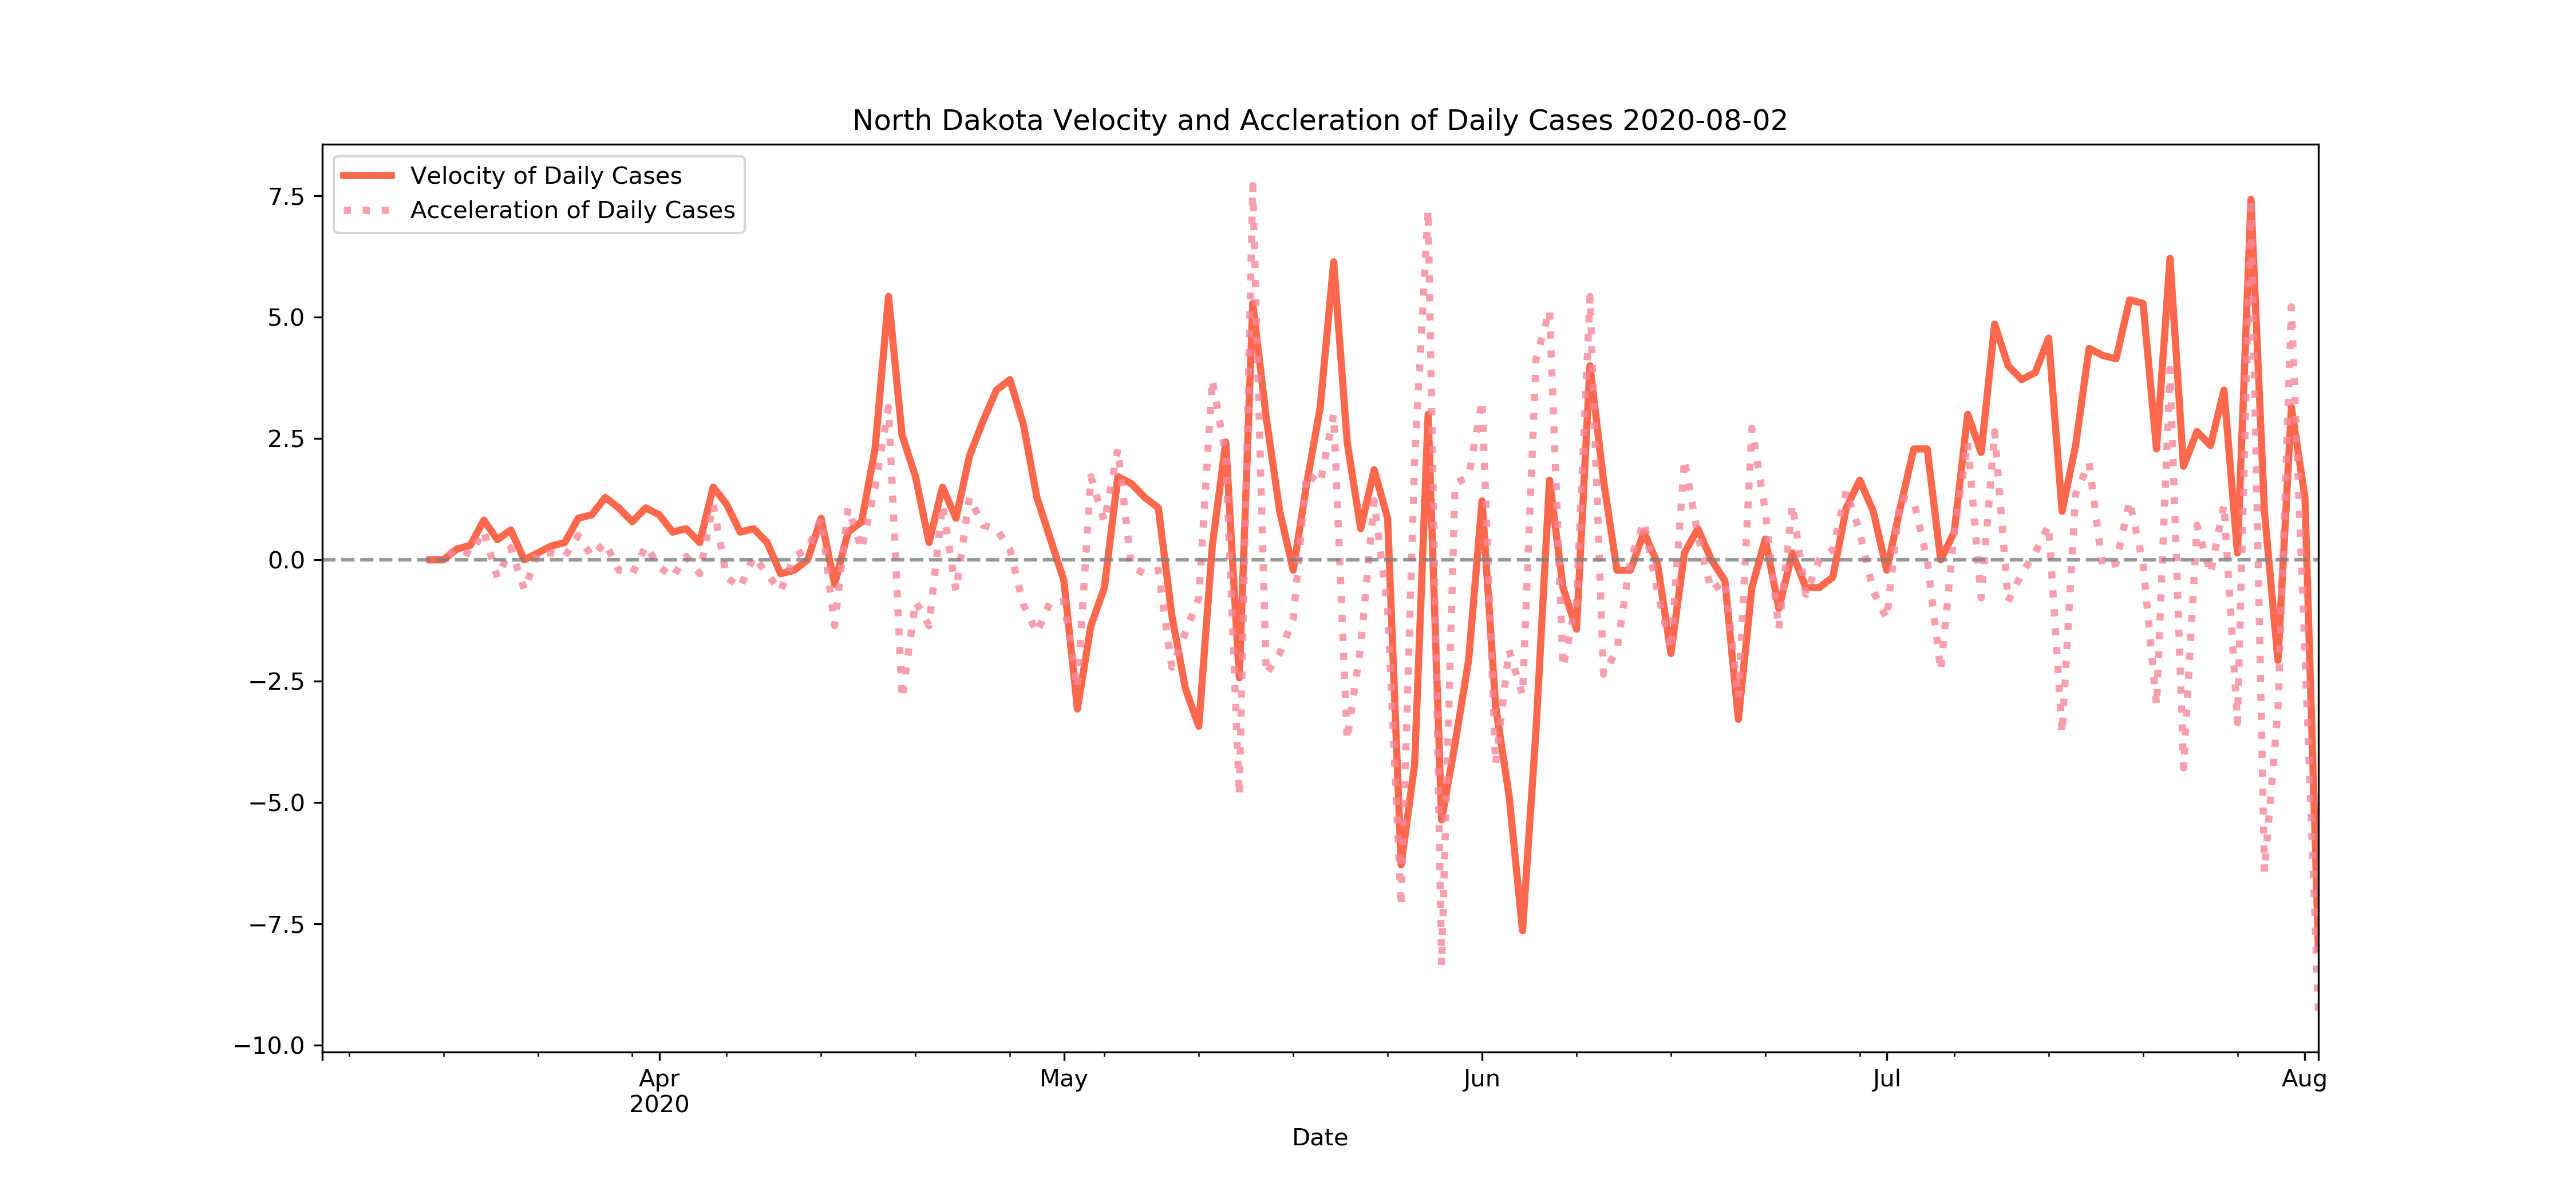 North Dakota Velocity and Accleration of Daily Cases 2020-08-02
Velocity of Daily Cases
Acceleration of Daily Cases
7.5
5.0
2.5
0.0
−2.5
−5.0
−7.5
−10.0
Apr May Jun Jul Aug
2020
Date